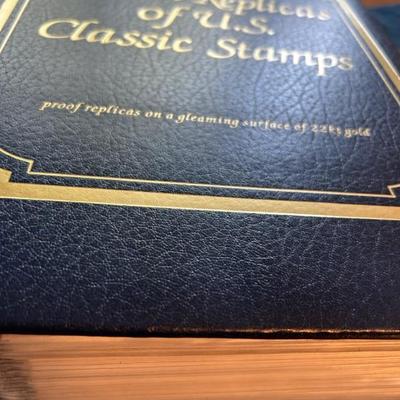 Replicas
of U.S.
Classic Stamps
proof replicas on a gleaming surface of 22kt gold